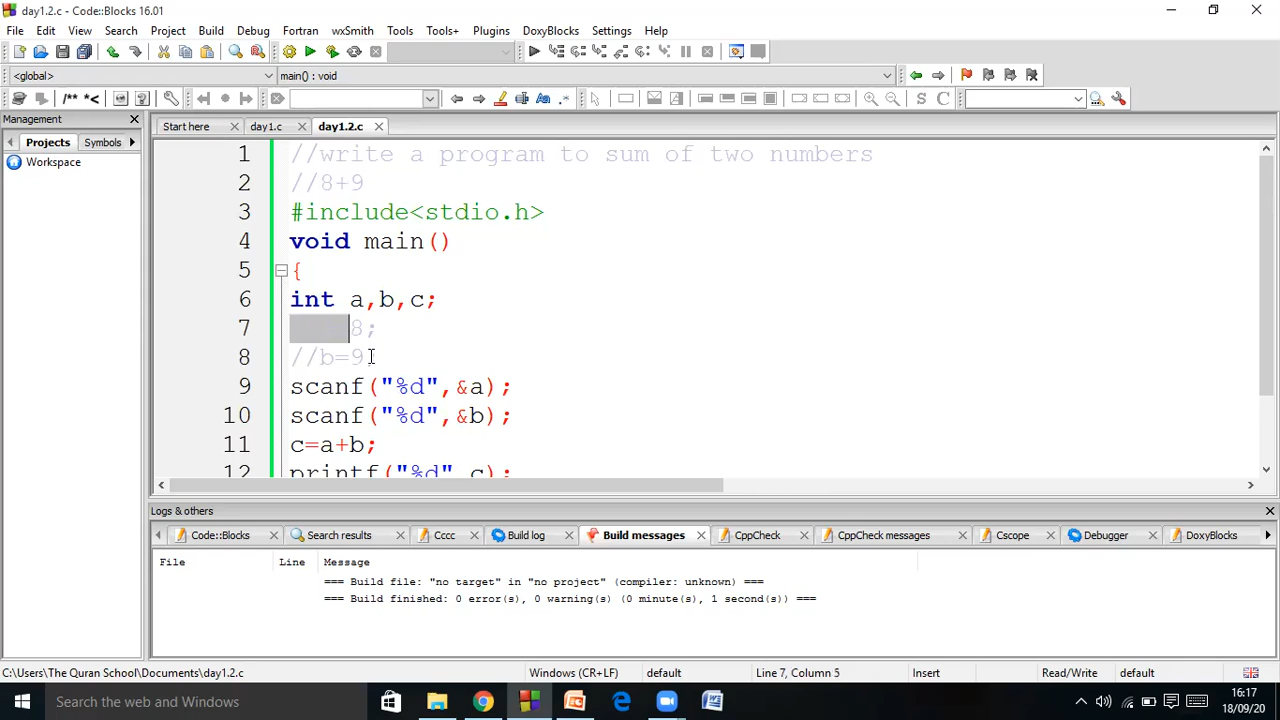 day1.2.c - Code::Blocks 16.01
File Edit View Search Project Build Debug Fortran wxSmith Tools Tools+ Plugins DoxyBlocks Settings Help
<global> main() : void
/** *<
S C
Management
Start here day1.c day1.2.c
Projects Symbols
Workspace
1 //write a program to sum of two numbers
2 //8+9
3 #include<stdio.h>
4 void main()
5 {
6 int a,b,c;
7 8;
8 //b=9
9 scanf("%d",&a);
10 scanf("%d",&b);
11 c=a+b;
12 printf("%d",c);
Logs & others
Code::Blocks Search results Cccc Build log Build messages CppCheck CppCheck messages Cscope Debugger DoxyBlocks
File Line Message
=== Build file: "no target" in "no project" (compiler: unknown) ===
=== Build finished: 0 error(s), 0 warning(s) (0 minute(s), 1 second(s)) ===
C:\Users\The Quran School\Documents\day1.2.c Windows (CR+LF) default Line 7, Column 5 Insert Read/Write default
Search the web and Windows
16:17
18/09/20